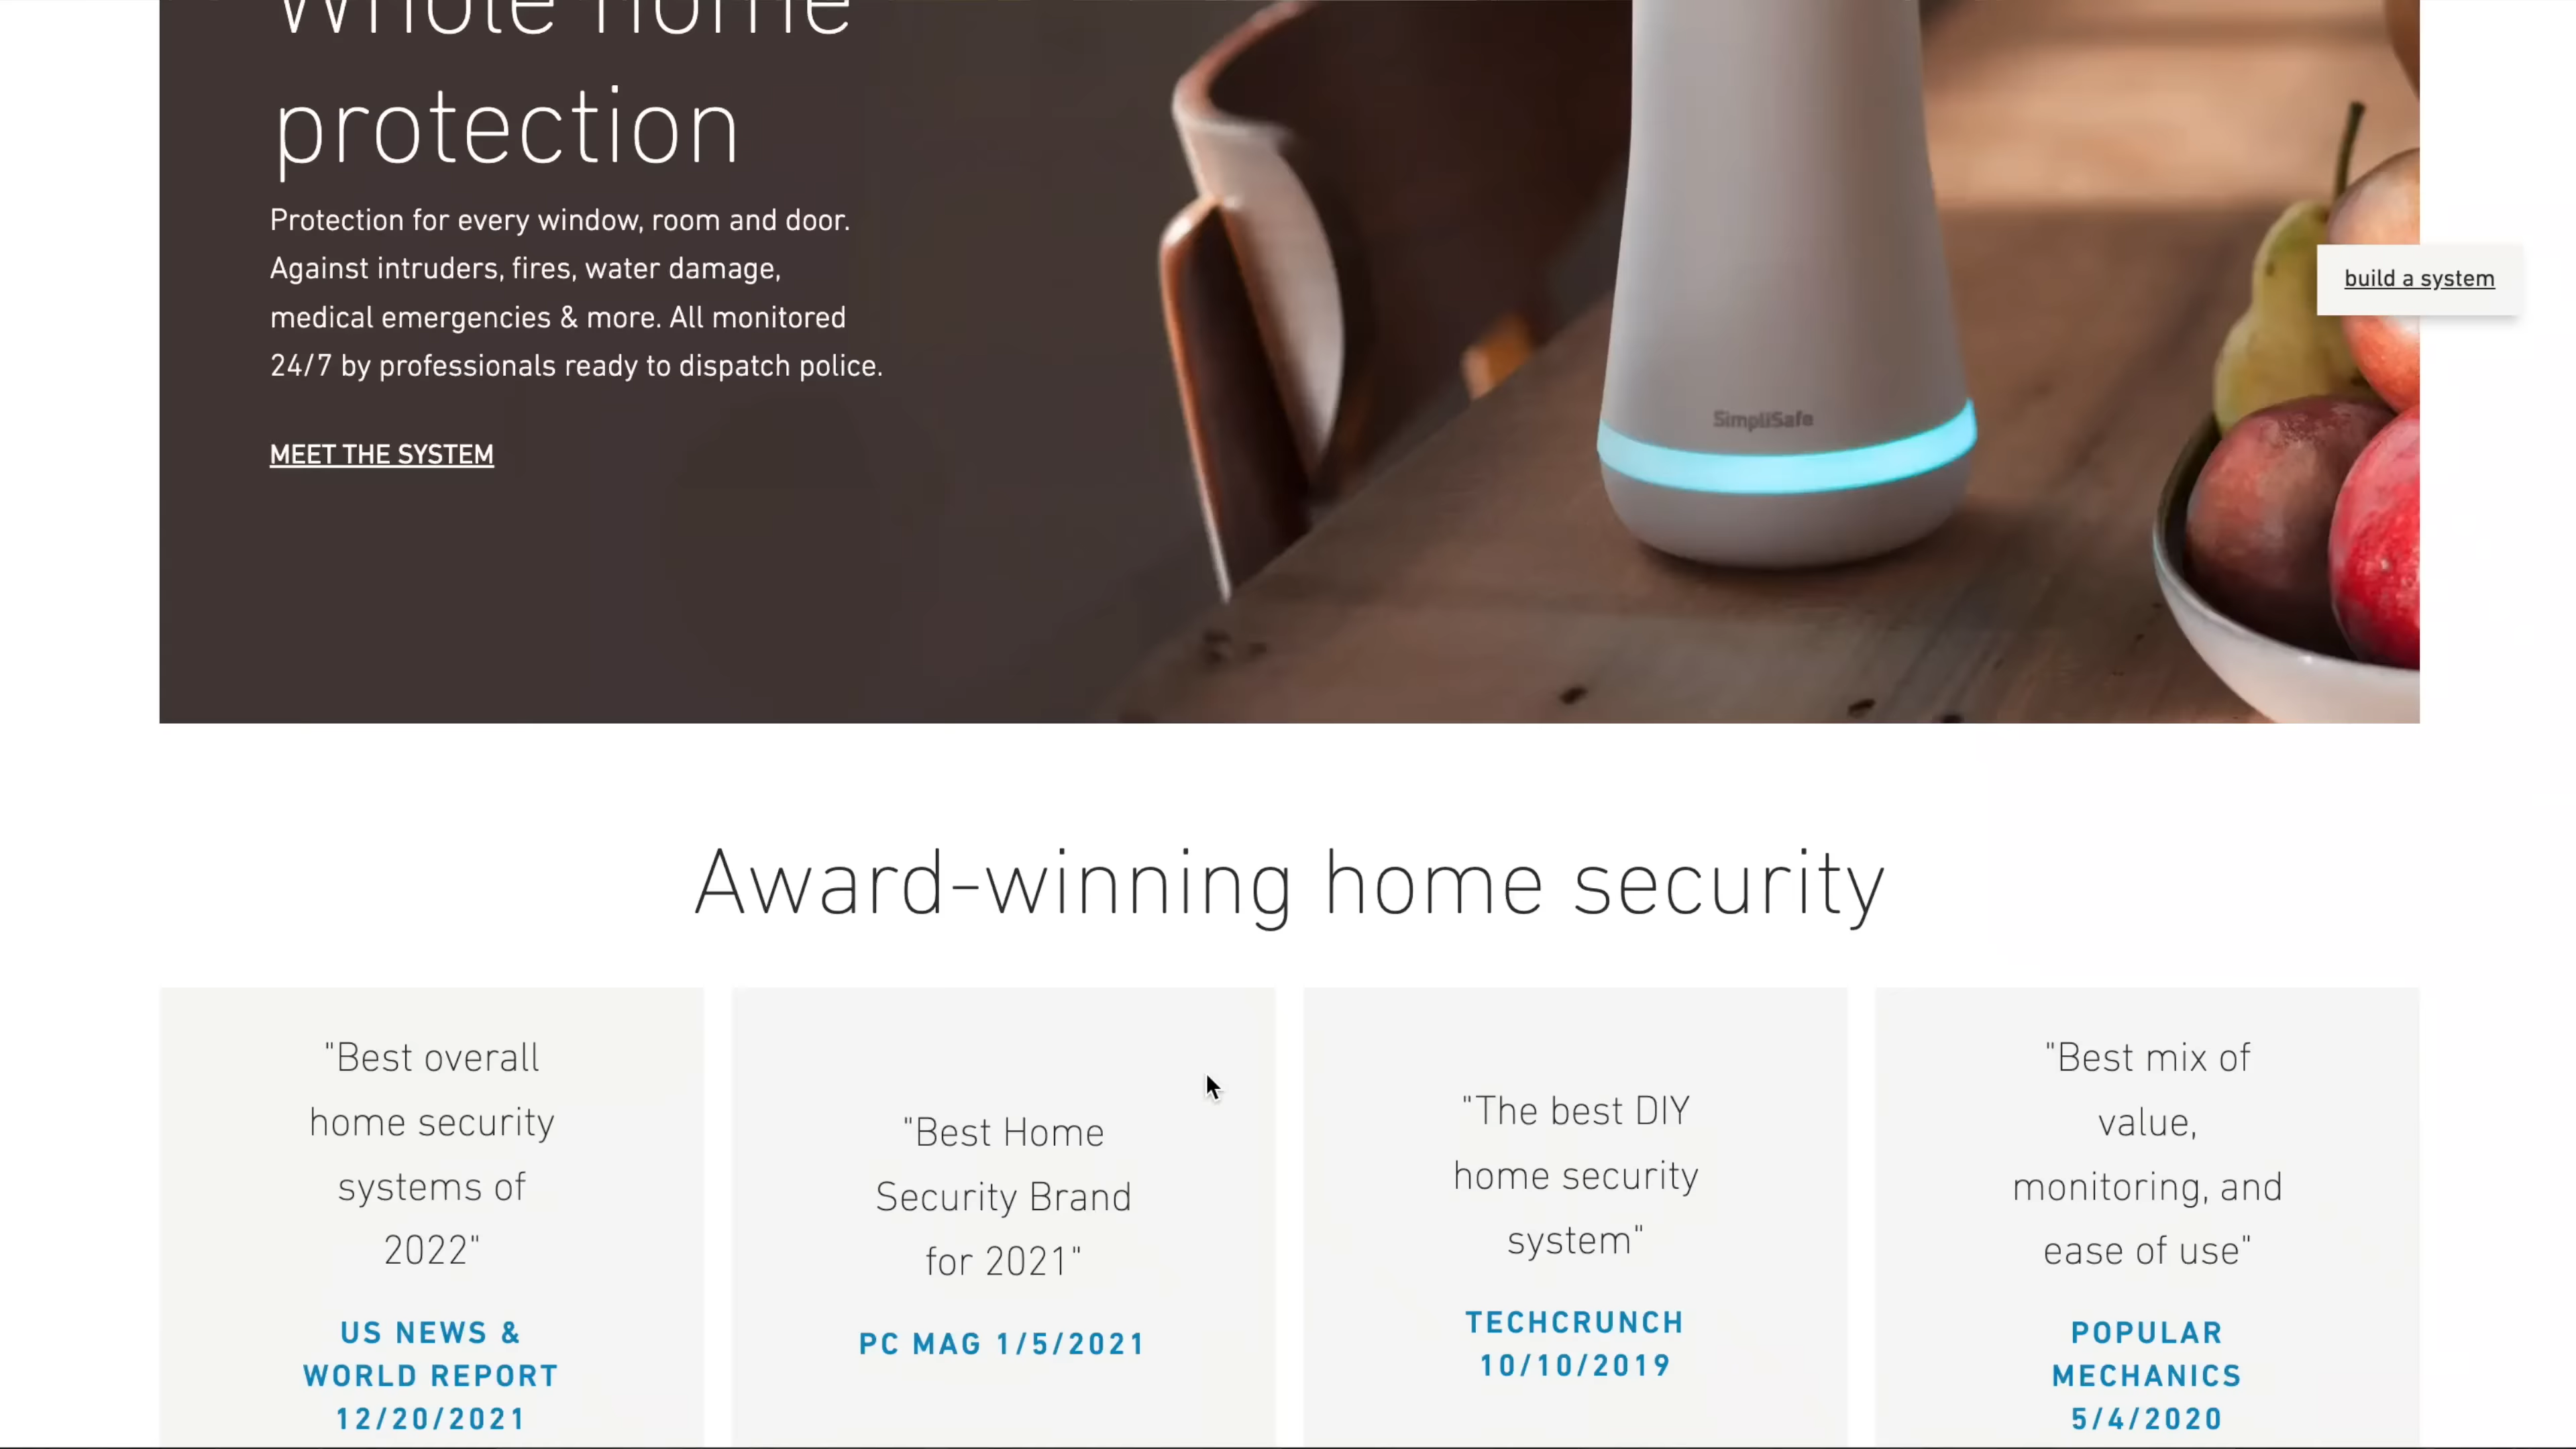 Whole home
protection
Protection for every window, room and door.
Against intruders, fires, water damage,
medical emergencies & more. All monitored
24/7 by professionals ready to dispatch police.
MEET THE SYSTEM
SimpliSafe
build a system
Award-winning home security
"Best overall
home security
systems of
2022"
US NEWS &
WORLD REPORT
12/20/2021
"Best Home
Security Brand
for 2021"
PC MAG 1/5/2021
"The best DIY
home security
system"
TECHCRUNCH
10/10/2019
"Best mix of
value,
monitoring, and
ease of use"
POPULAR
MECHANICS
5/4/2020